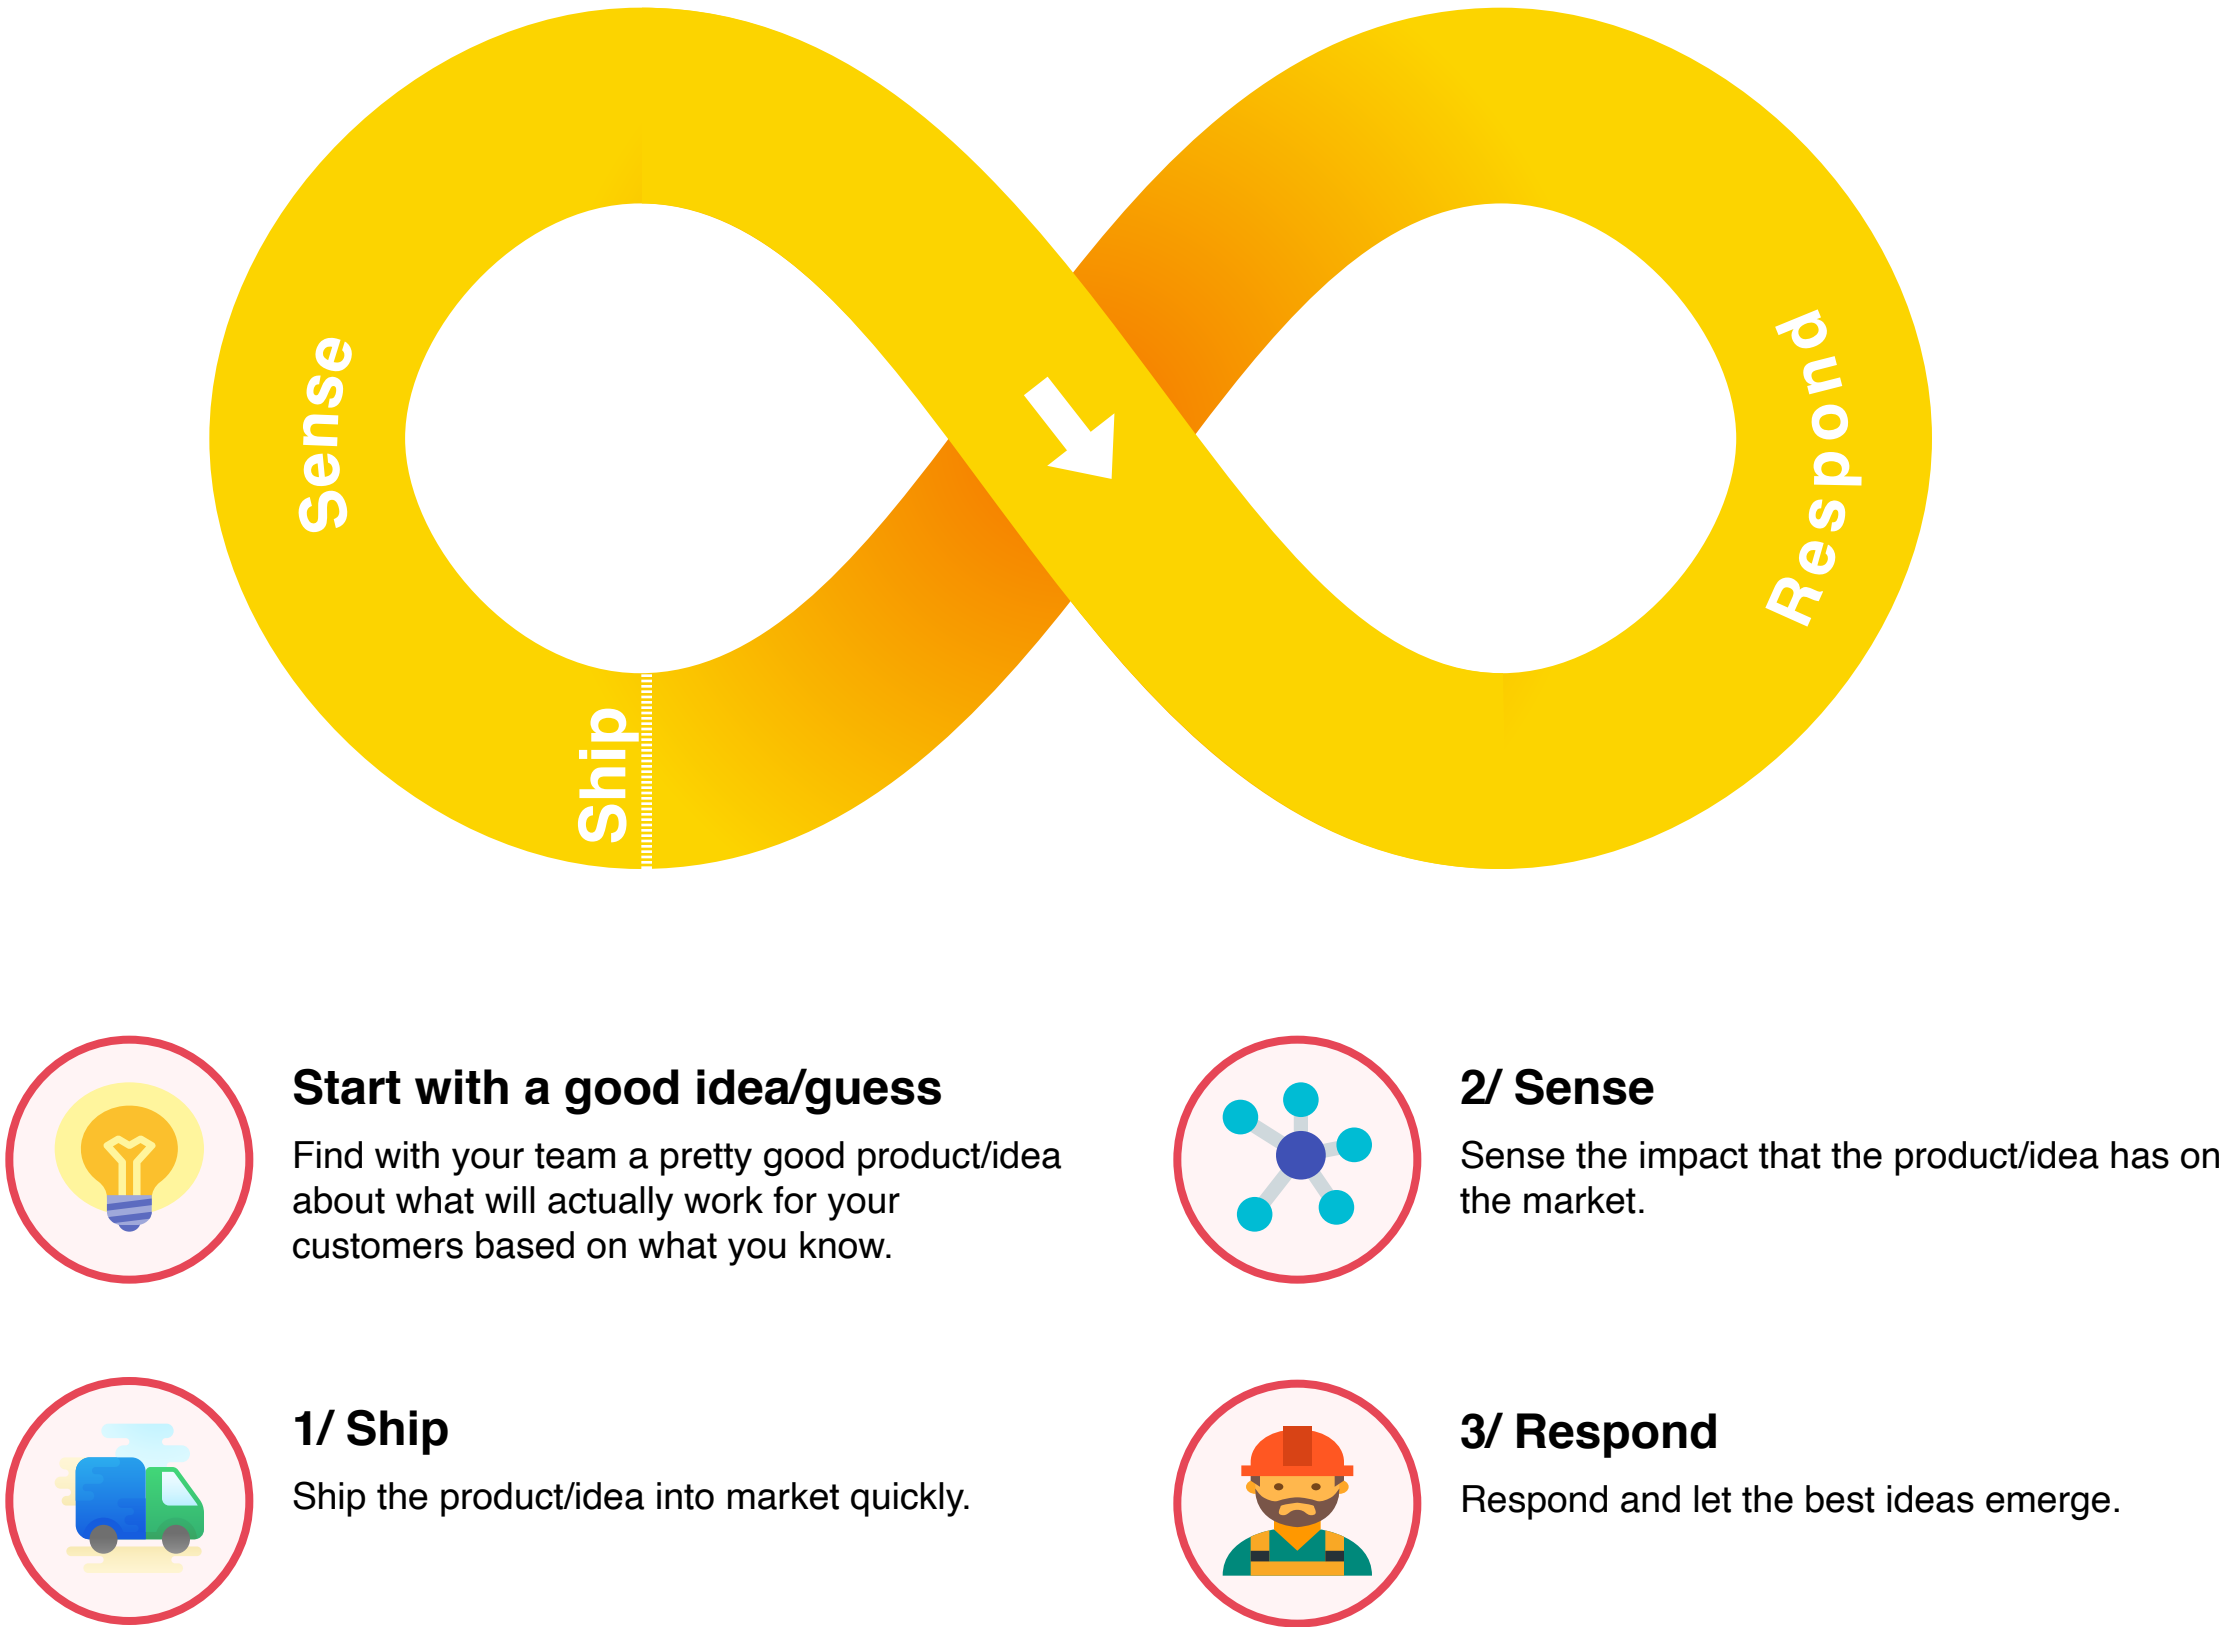 Sense
Respond
Ship
Start with a good idea/guess
Find with your team a pretty good product/idea
about what will actually work for your
customers based on what you know.
2/ Sense
Sense the impact that the product/idea has on
the market.
1/ Ship
Ship the product/idea into market quickly.
3/ Respond
Respond and let the best ideas emerge.